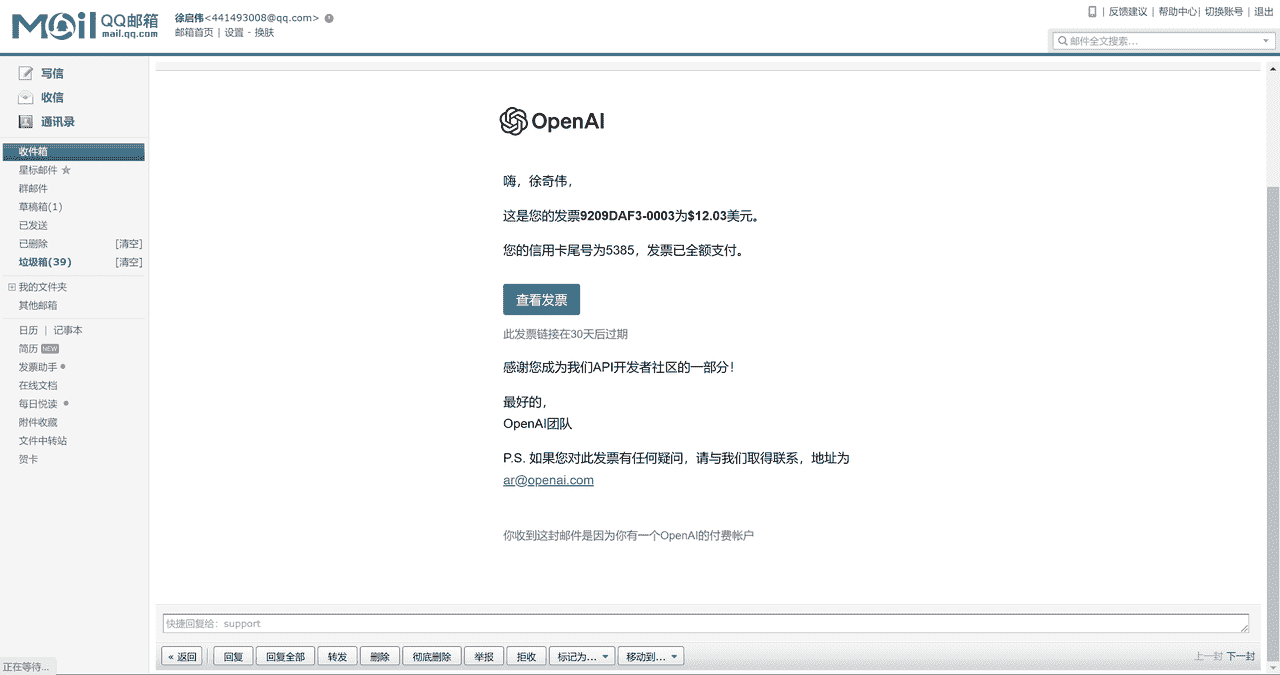 MOil QQ邮箱 mail.qq.com
徐启伟<441493008@qq.com>
邮箱首页 | 设置 - 换肤
| 反馈建议 | 帮助中心 | 切换账号 | 退出
邮件全文搜索...
写信
收信
通讯录
收件箱
星标邮件
群邮件
草稿箱(1)
已发送
已删除 [清空]
垃圾箱(39) [清空]
我的文件夹
其他邮箱
日历 | 记事本
简历 NEW
发票助手
在线文档
每日悦读
附件收藏
文件中转站
贺卡
正在等待...
OpenAI
嗨，徐奇伟，
这是您的发票9209DAF3-0003为$12.03美元。
您的信用卡尾号为5385，发票已全额支付。
查看发票
此发票链接在30天后过期
感谢您成为我们API开发者社区的一部分！
最好的，
OpenAI团队
P.S. 如果您对此发票有任何疑问，请与我们取得联系，地址为
ar@openai.com
你收到这封邮件是因为你有一个OpenAI的付费帐户
快捷回复给：support
« 返回 回复 回复全部 转发 删除 彻底删除 举报 拒收 标记为... 移动到... 上一封 下一封